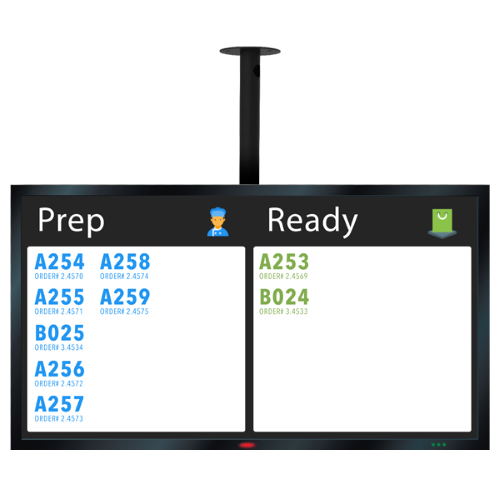 Prep
A254
ORDER# 2.4570
A255
ORDER# 2.4571
B025
ORDER# 3.4534
A256
ORDER# 2.4572
A257
ORDER# 2.4573
A258
ORDER# 2.4574
A259
ORDER# 2.4575
Ready
A253
ORDER# 2.4569
B024
ORDER# 3.4533